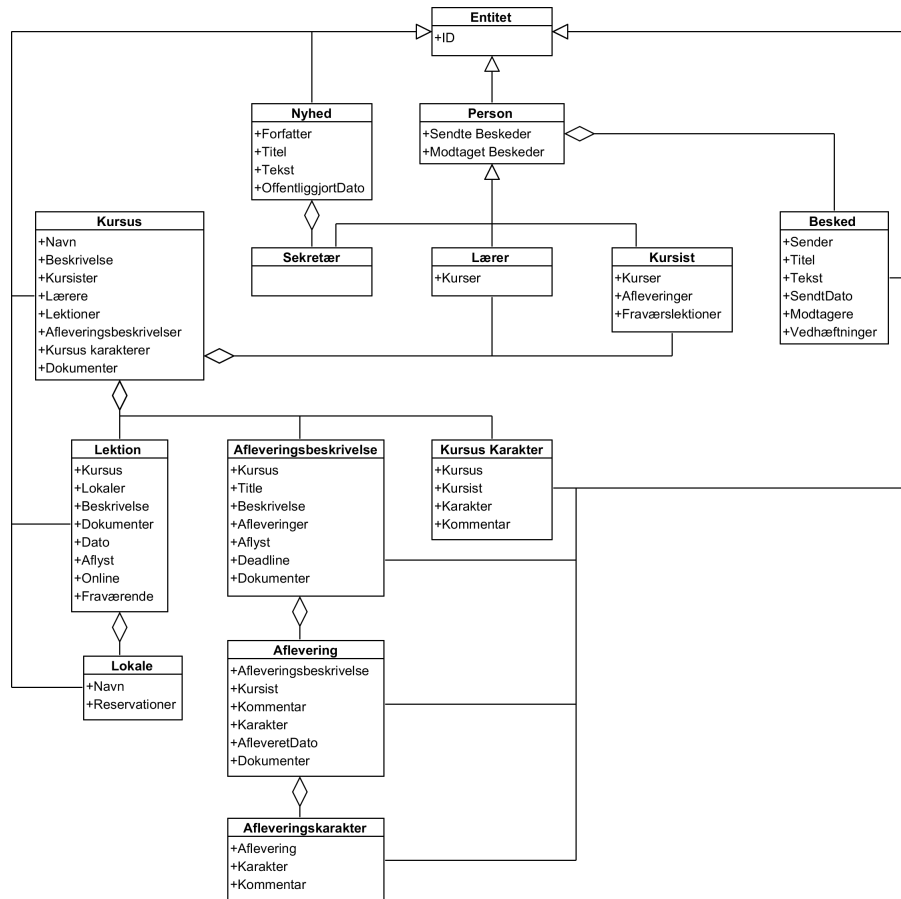 Entitet
+ID
Nyhed
+Forfatter
+Titel
+Tekst
+OffentliggjortDato
Person
+Sendte Beskeder
+Modtaget Beskeder
Kursus
+Navn
+Beskrivelse
+Kursister
+Lærere
+Lektioner
+Afleveringsbeskrivelser
+Kursus karakterer
+Dokumenter
Sekretær
Lærer
+Kurser
Kursist
+Kurser
+Afleveringer
+Fraværslektioner
Besked
+Sender
+Titel
+Tekst
+SendtDato
+Modtagere
+Vedhæftninger
Lektion
+Kursus
+Lokaler
+Beskrivelse
+Dokumenter
+Dato
+Aflyst
+Online
+Fraværende
Afleveringsbeskrivelse
+Kursus
+Title
+Beskrivelse
+Afleveringer
+Aflyst
+Deadline
+Dokumenter
Kursus Karakter
+Kursus
+Kursist
+Karakter
+Kommentar
Lokale
+Navn
+Reservationer
Aflevering
+Afleveringsbeskrivelse
+Kursist
+Kommentar
+Karakter
+AfleveretDato
+Dokumenter
Afleveringskarakter
+Aflevering
+Karakter
+Kommentar